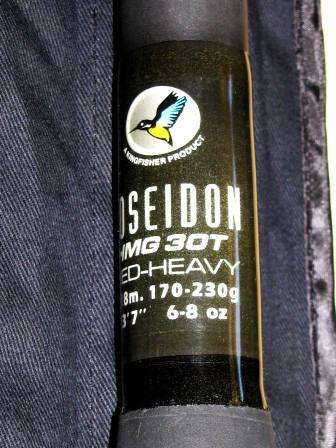 A KINGFISHER PRODUCT
OSEIDON
HMG 30T
ED-HEAVY
8m. 170-230g
3'7" 6-8 oz